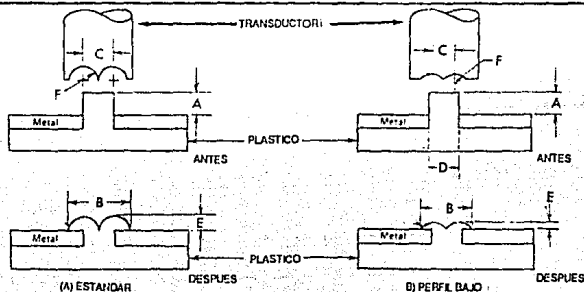 TRANSDUCTOR
C
F
A
Metal
PLASTICO
ANTES
C
F
A
Metal
D
ANTES
B
E
Metal
PLASTICO
DESPUES
B
E
Metal
DESPUES
(A) ESTANDAR
B) PERFIL BAJO